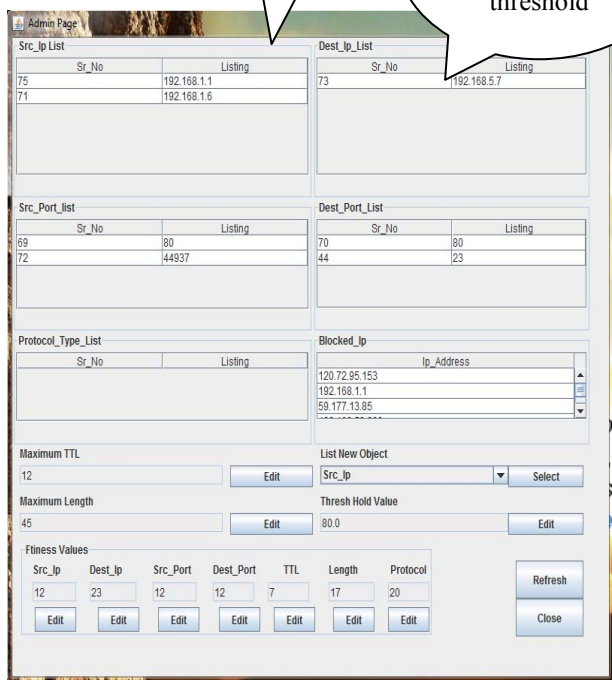 threshold
Admin Page
Src_Ip List
Sr_No Listing
75 192.168.1.1
71 192.168.1.6
Dest_Ip_List
Sr_No Listing
73 192.168.5.7
Src_Port_list
Sr_No Listing
69 80
72 44937
Dest_Port_List
Sr_No Listing
70 80
44 23
Protocol_Type_List
Sr_No Listing
Blocked_Ip
Ip_Address
120.72.95.153
192.168.1.1
59.177.13.85
Maximum TTL
12 Edit
List New Object
Src_Ip Select
Maximum Length
45 Edit
Thresh Hold Value
80.0 Edit
Ftiness Values
Src_Ip Dest_Ip Src_Port Dest_Port TTL Length Protocol
12 23 12 12 7 17 20
Edit Edit Edit Edit Edit Edit Edit
Refresh
Close